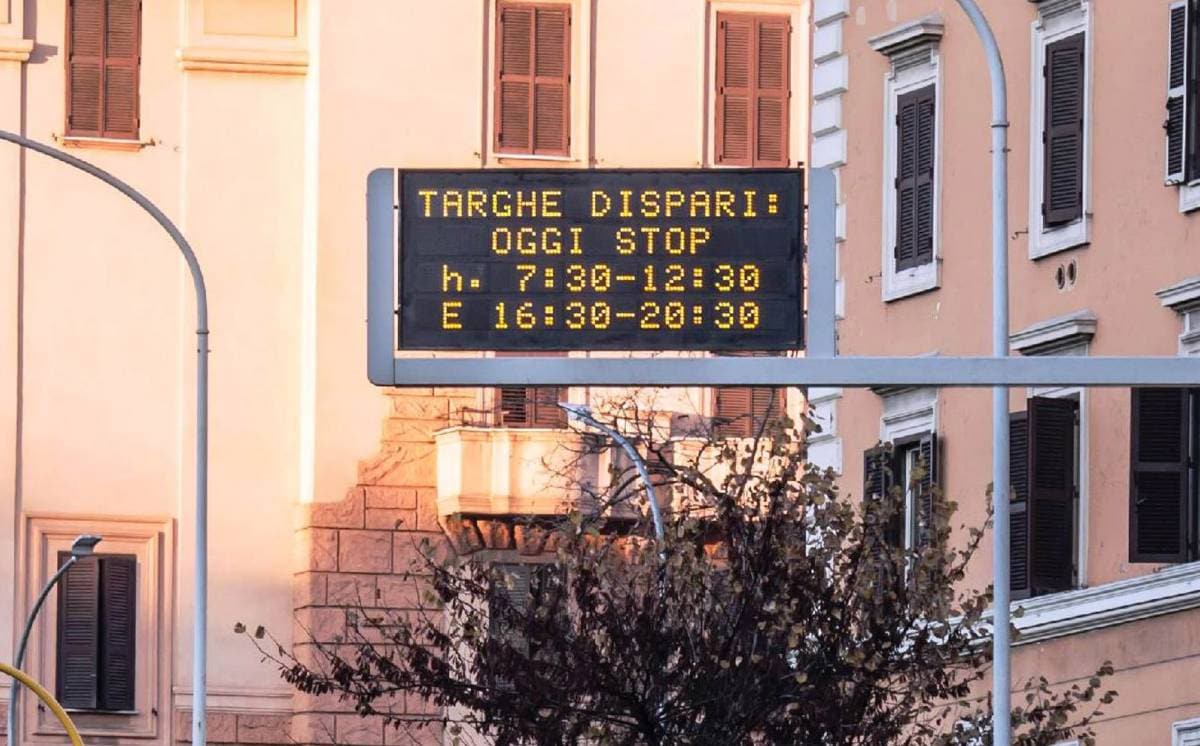 TARGHE DISPARI:
OGGI STOP
h. 7:30-12:30
E 16:30-20:30